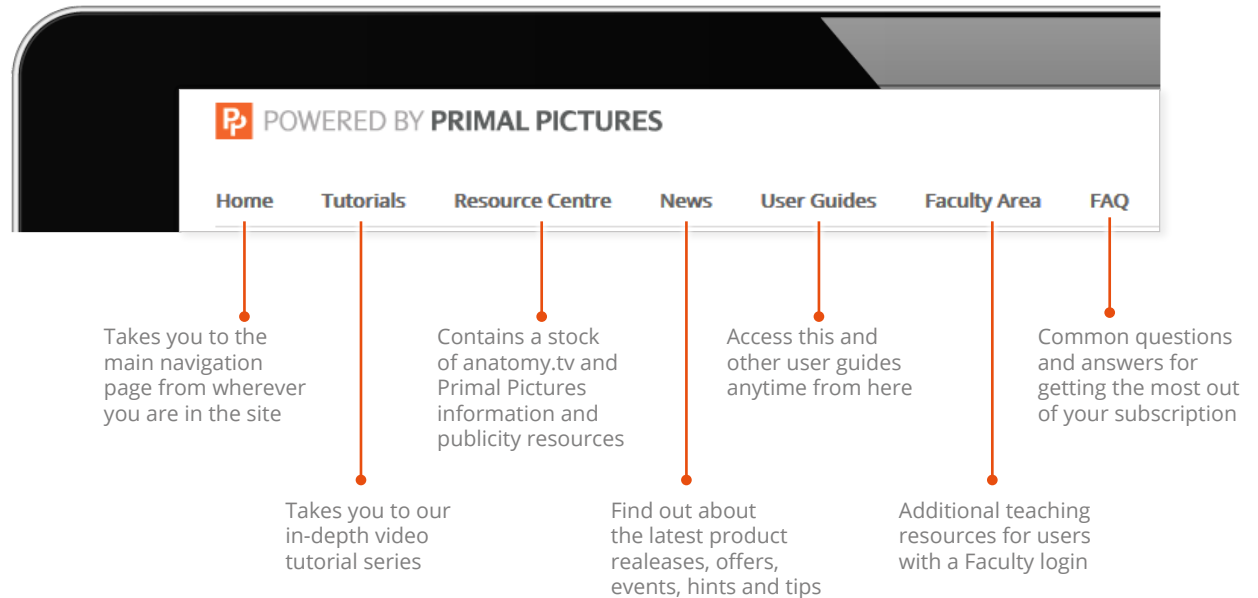 Pp POWERED BY PRIMAL PICTURES
Home Tutorials Resource Centre News User Guides Faculty Area FAQ
Takes you to the
main navigation
page from wherever
you are in the site
Contains a stock
of anatomy.tv and
Primal Pictures
information and
publicity resources
Access this and
other user guides
anytime from here
Common questions
and answers for
getting the most out
of your subscription
Takes you to our
in-depth video
tutorial series
Find out about
the latest product
realeases, offers,
events, hints and tips
Additional teaching
resources for users
with a Faculty login